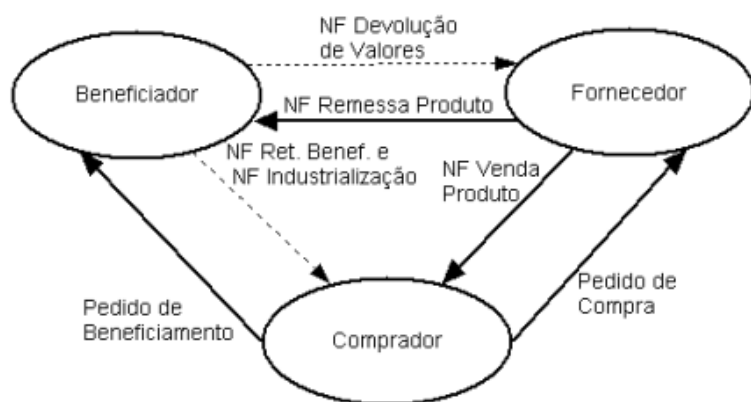 NF Devolução
de Valores
Beneficiador
Fornecedor
NF Remessa Produto
NF Ret. Benef. e
NF Industrialização
NF Venda
Produto
Pedido de
Beneficiamento
Pedido de
Compra
Comprador